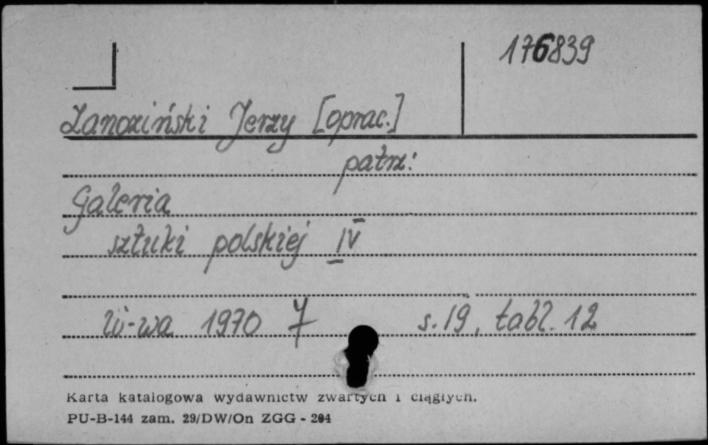 176839
Zanoziński Jerzy [oprac.]
patrz:
Galeria
sztuki polskiej IV
W-wa 1970 7 s. 19, tabl. 12
Karta katalogowa wydawnictw zwartych i ciągłych.
PU-B-144 zam. 29/DW/On ZGG - 204